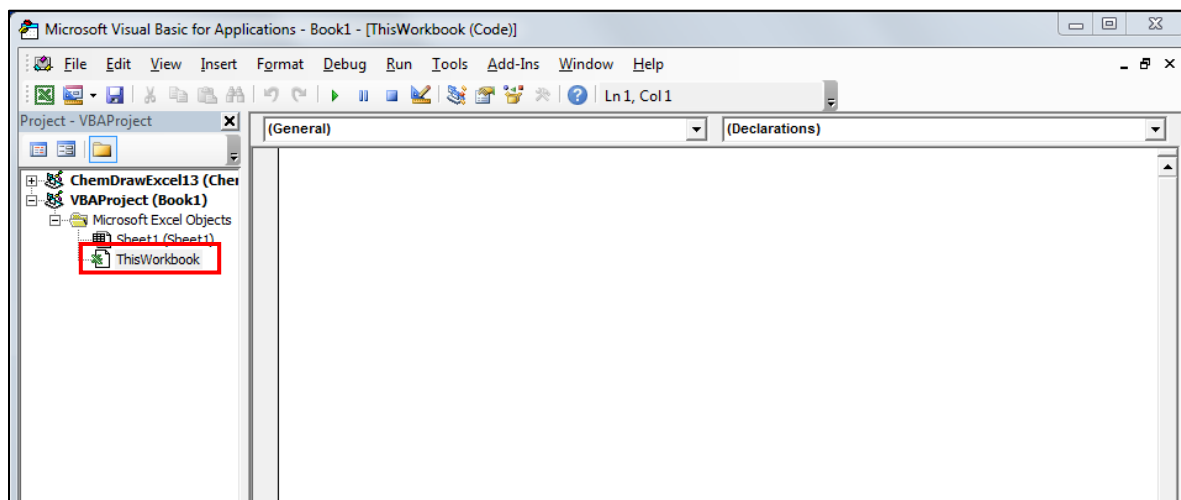 Microsoft Visual Basic for Applications - Book1 - [ThisWorkbook (Code)]
File Edit View Insert Format Debug Run Tools Add-Ins Window Help
Ln 1, Col 1
Project - VBAProject
(General) (Declarations)
ChemDrawExcel13 (Cher
VBAProject (Book1)
Microsoft Excel Objects
Sheet1 (Sheet1)
ThisWorkbook